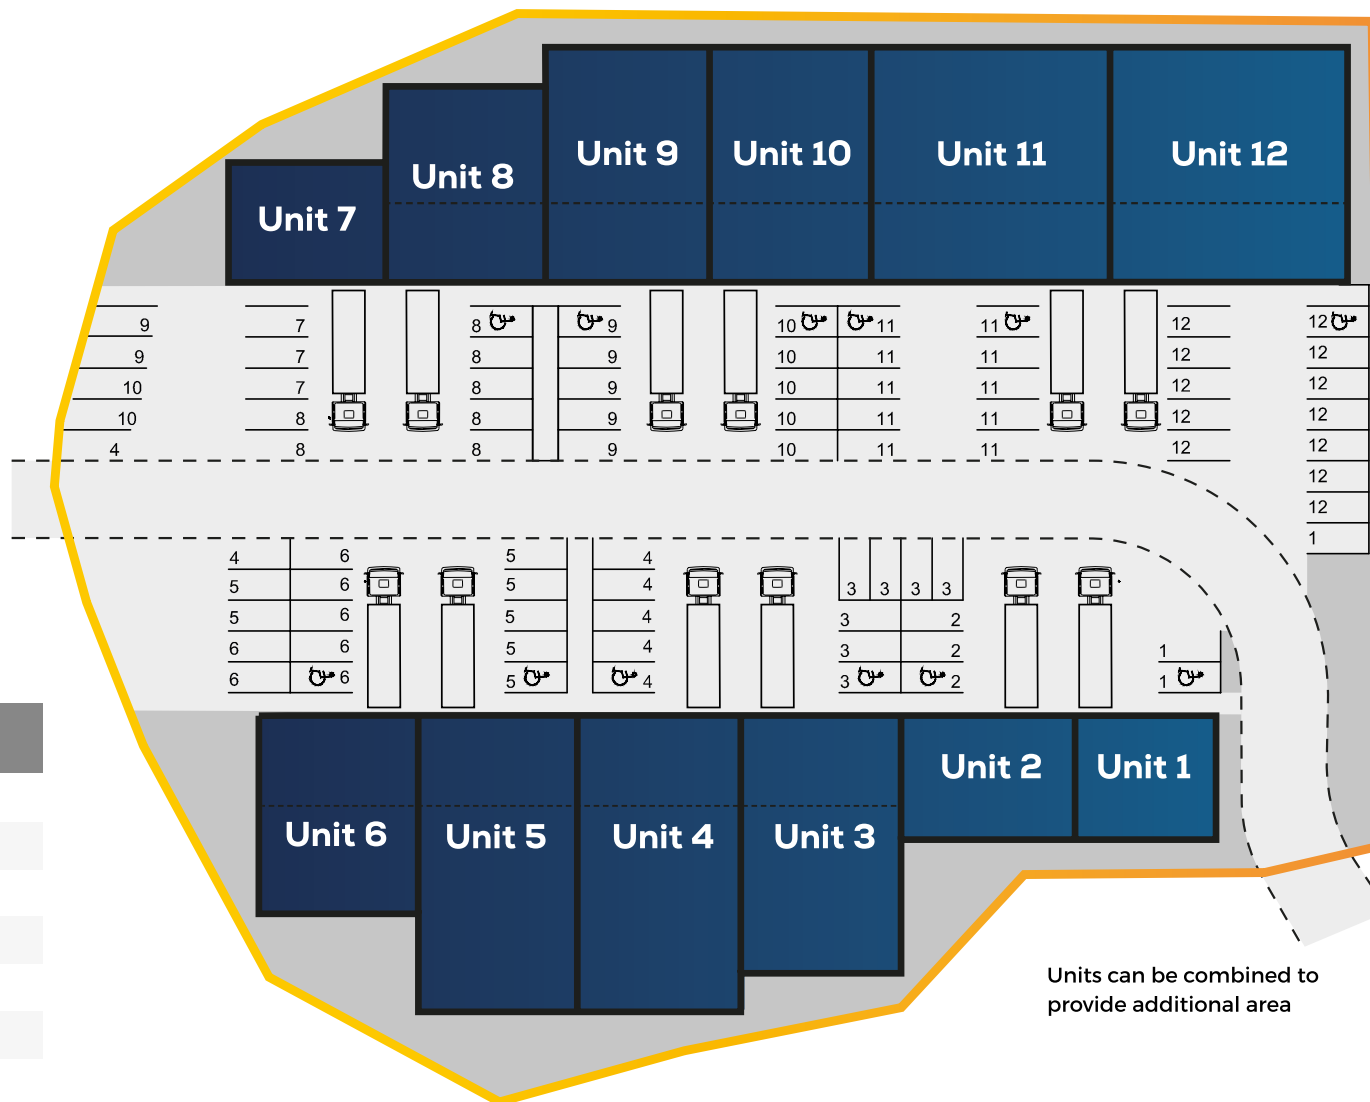 Unit 9
Unit 10
Unit 11
Unit 12
Unit 8
Unit 7
9 7 8 9 10 11 11 12 12
9 7 8 9 10 11 11 12 12
10 7 8 9 10 11 11 12 12
10 8 8 9 10 11 11 12 12
4 8 8 9 10 11 11 12 12
12
12
1
4 6 5 4
5 6 5 4 3 3 3 3
5 6 5 4 3 2
6 6 5 4 3 2 1
6 6 5 4 3 2 1
Unit 2
Unit 1
Unit 6
Unit 5
Unit 4
Unit 3
Units can be combined to
provide additional area